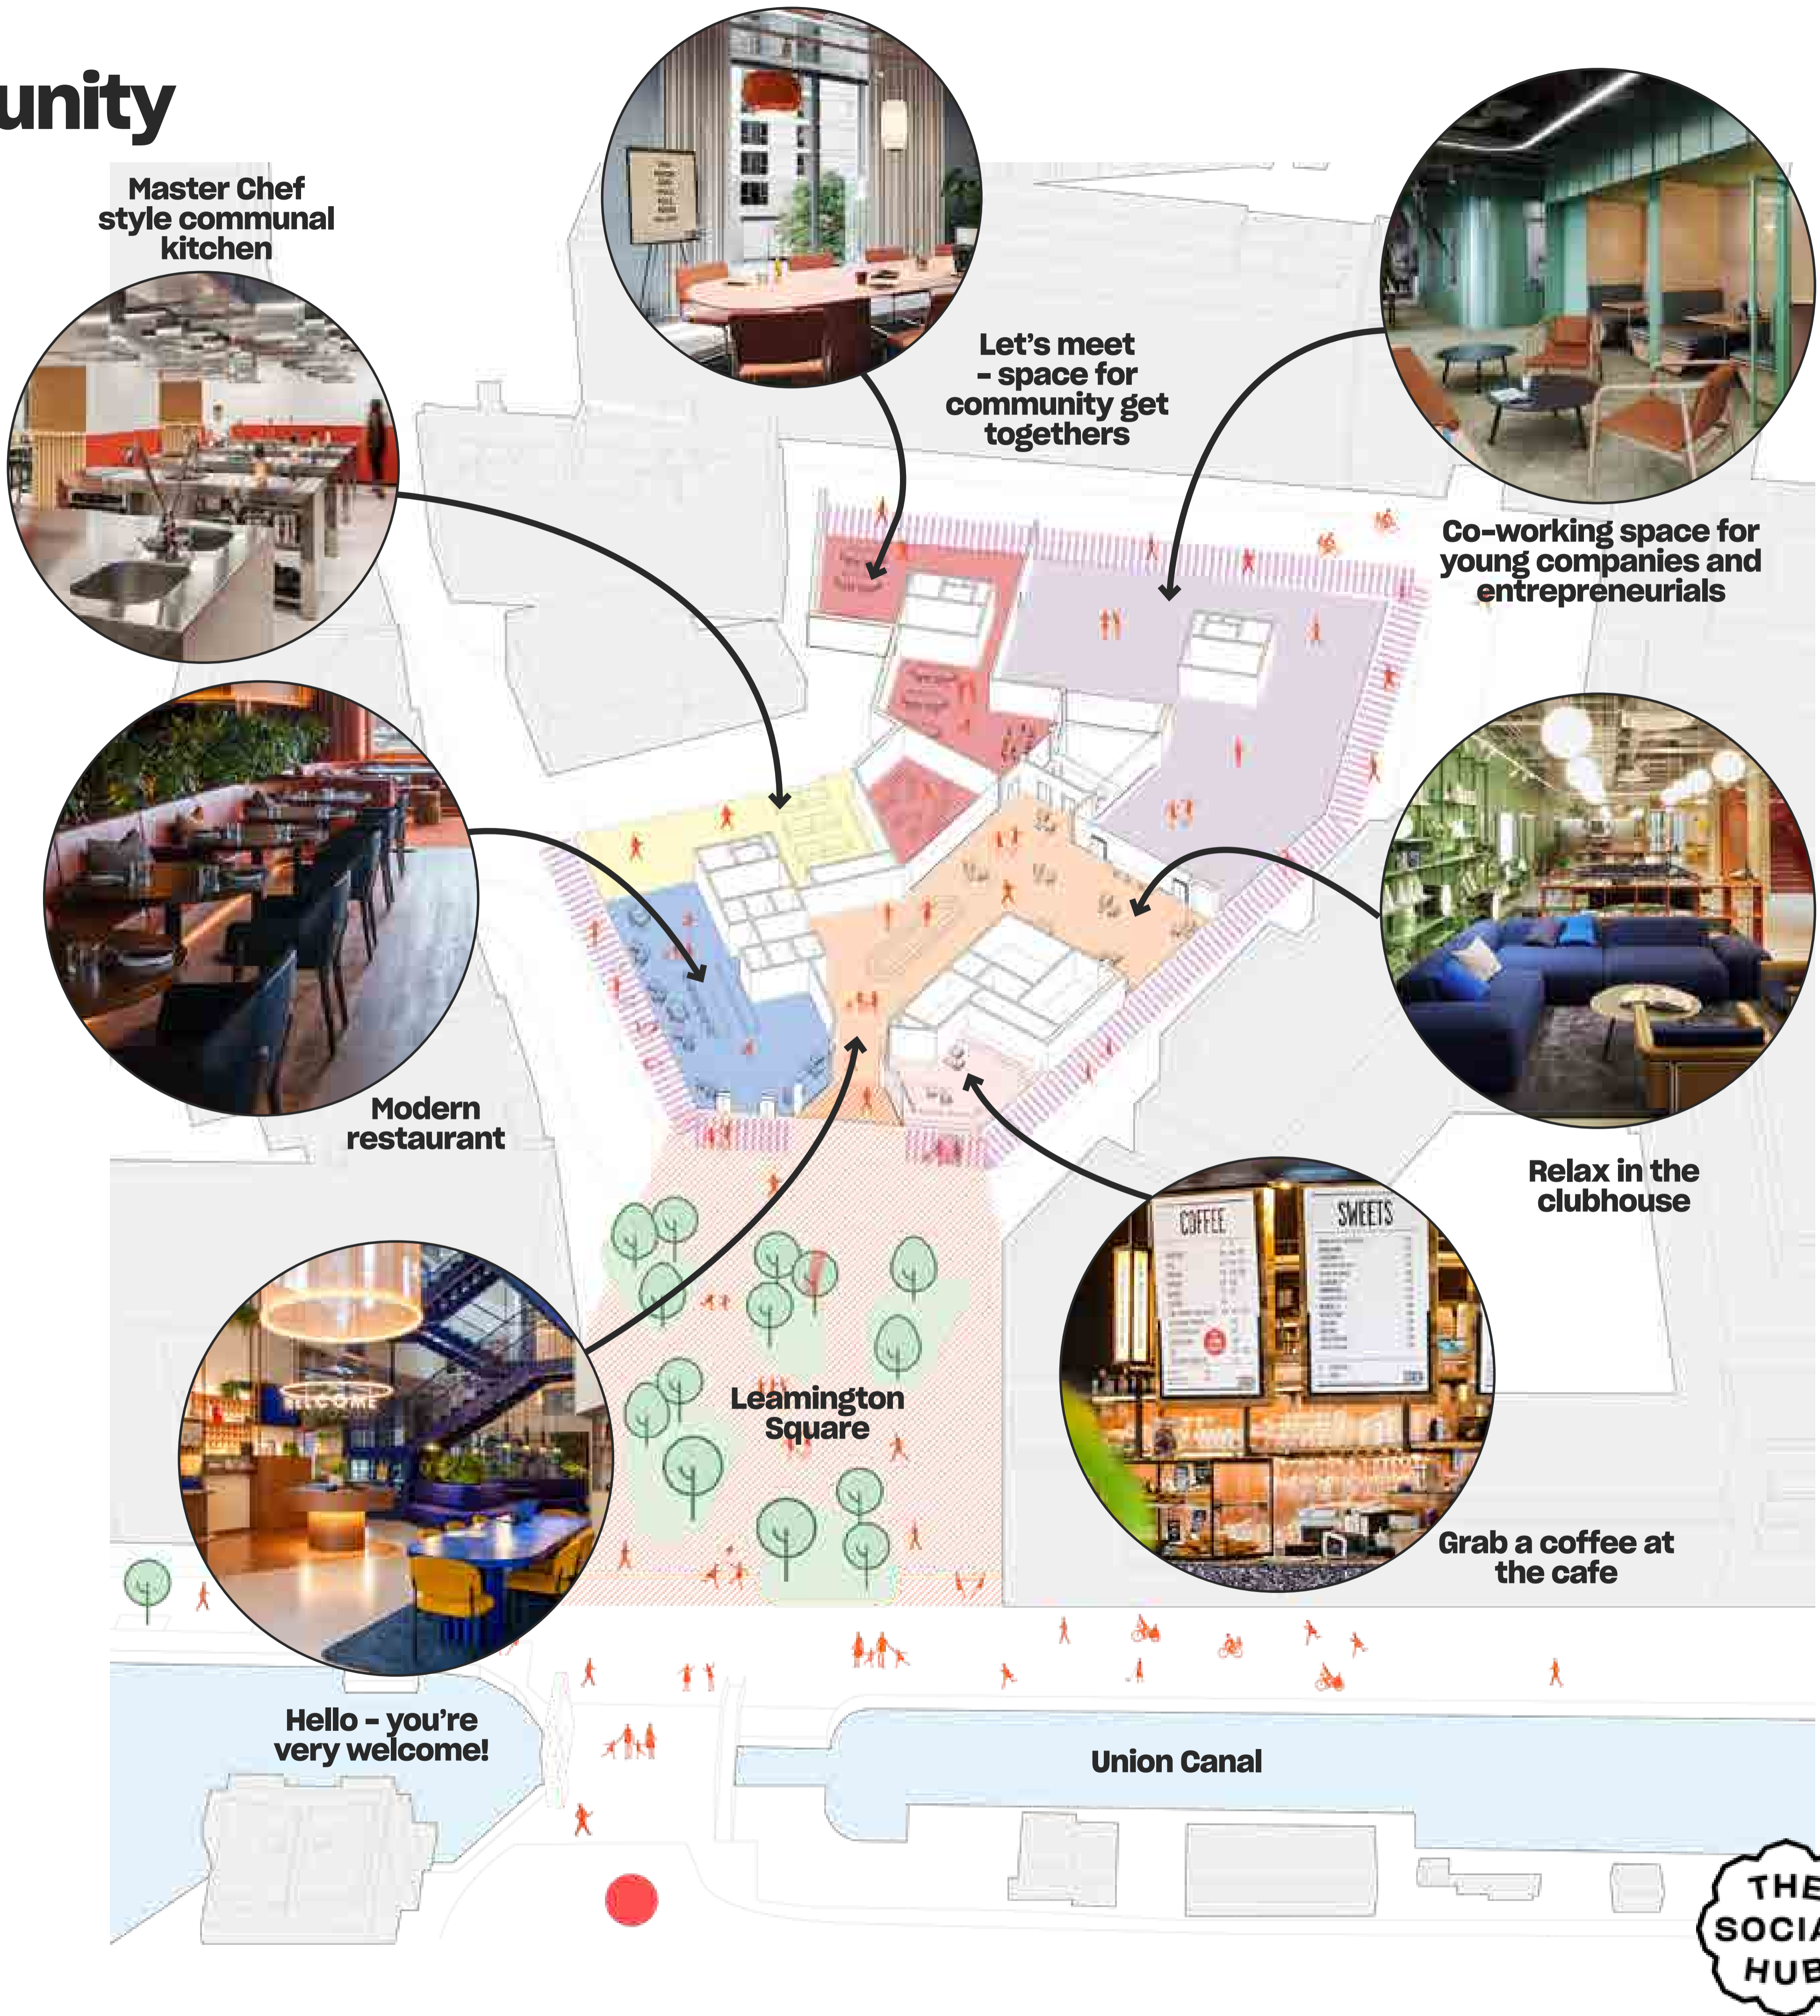 unity
Master Chef
style communal
kitchen
Let's meet
- space for
community get
togethers
Co-working space for
young companies and
entrepreneurials
Modern
restaurant
Relax in the
clubhouse
COFFEE
SWEETS
WELCOME
Leamington
Square
Grab a coffee at
the cafe
Hello - you're
very welcome!
Union Canal
THE
SOCIA
HUB